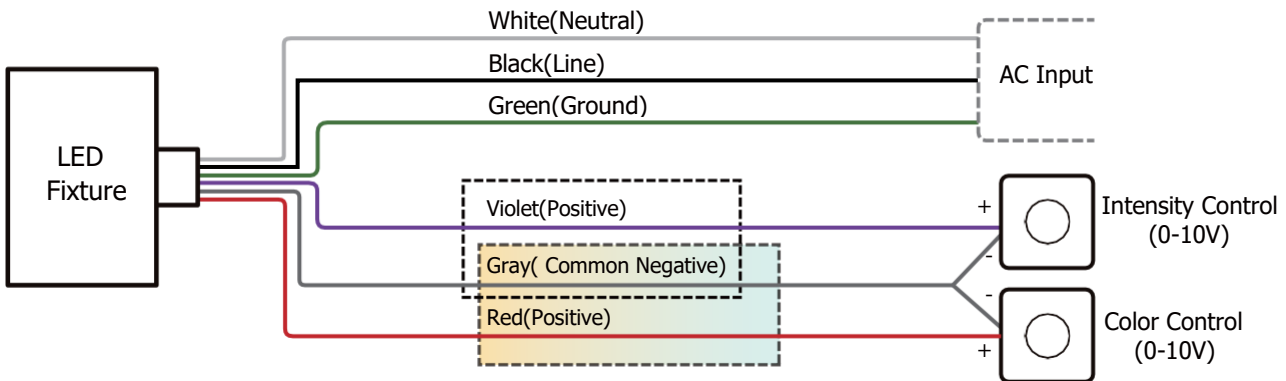 White(Neutral)
Black(Line)
AC Input
Green(Ground)
LED
Fixture
Violet(Positive)
+
Intensity Control
(0-10V)
-
Gray( Common Negative)
-
Red(Positive)
Color Control
+
(0-10V)